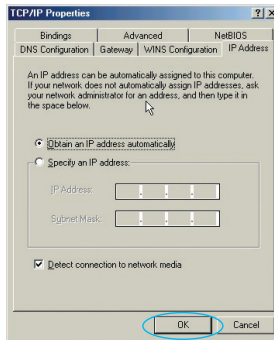 TCP/IP Properties
Bindings Advanced NetBIOS
DNS Configuration Gateway WINS Configuration IP Address
An IP address can be automatically assigned to this computer.
If your network does not automatically assign IP addresses, ask
your network administrator for an address, and then type it in
the space below.
Obtain an IP address automatically
Specify an IP address:
IP Address:
Subnet Mask:
Detect connection to network media
OK Cancel